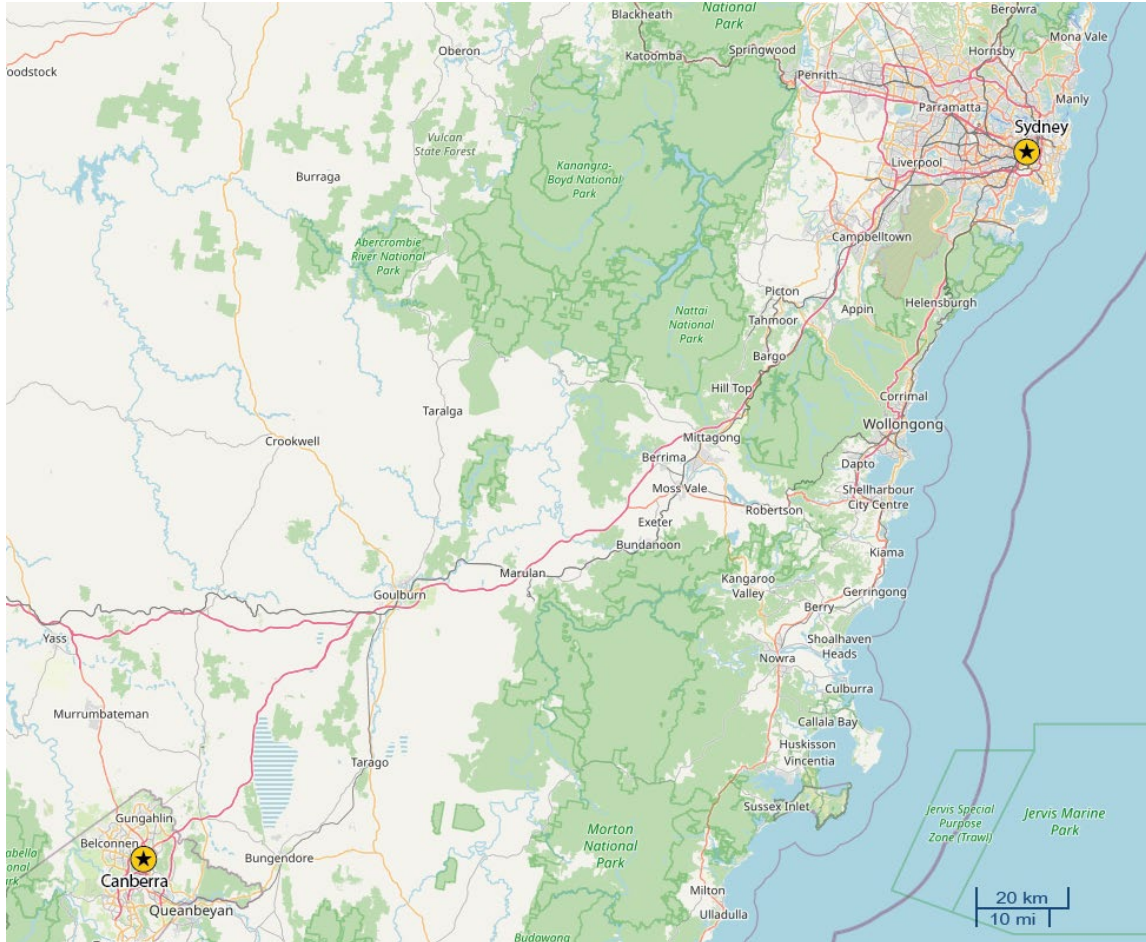 Blackheath
National
Park
Berowra
Oberon
Katoomba
Springwood
Hornsby
Mona Vale
oodstock
Penrith
Parramatta
Manly
Sydney
Vulcan
State Forest
Burraga
Kanangra-
Boyd National
Park
Liverpool
Abercrombie
River National
Park
Campbelltown
Picton
Appin
Helensburgh
Nattai
National
Park
Tahmoor
Bargo
Hill Top
Corrimal
Taralga
Wollongong
Crookwell
Mittagong
Berrima
Dapto
Moss Vale
Shellharbour
City Centre
Robertson
Exeter
Bundanoon
Kiama
Marulan
Kangaroo
Valley
Goulburn
Gerringong
Berry
Yass
Shoalhaven
Heads
Nowra
Culburra
Murrumbateman
Callala Bay
Huskisson
Vincentia
Tarago
Sussex Inlet
Jervis Special
Purpose
Zone (Trawl)
Jervis Marine
Park
Gungahlin
Belconnen
Morton
National
Park
abella
onal
k
Bungendore
Canberra
Queanbeyan
Milton
Ulladulla
20 km
10 mi
Budawang